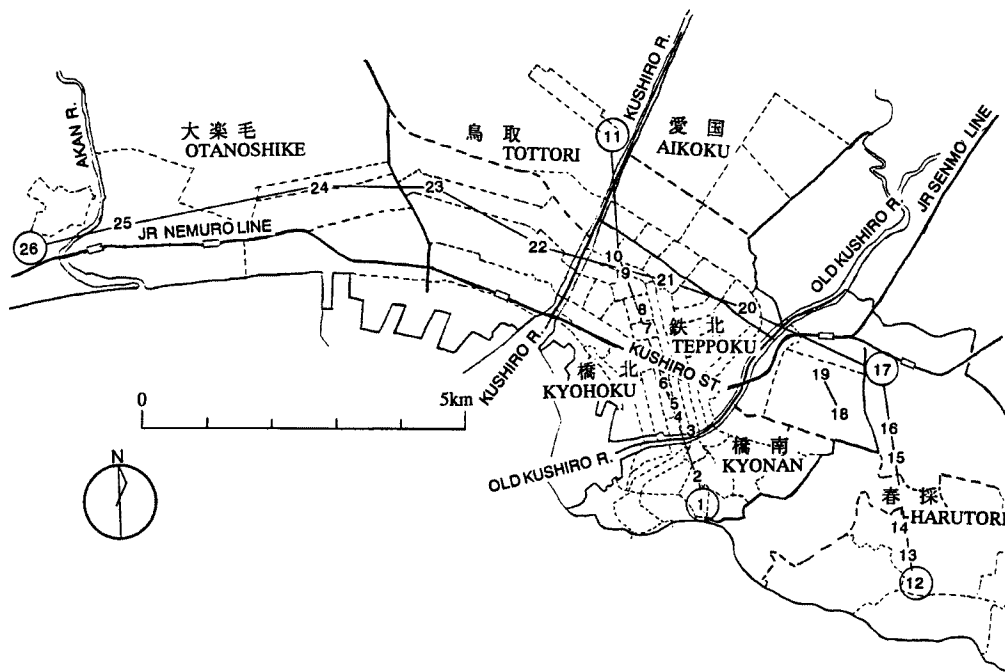 KUSHIRO R.
AKAN R.
大楽毛
OTANOSHIKE
鳥取
TOTTORI
11
愛国
AIKOKU
JR SENMO LINE
OLD KUSHIRO R.
26
25
24
23
22
JR NEMURO LINE
10
9
21
20
8
7
鉄北
TEPPOKU
KUSHIRO ST.
KUSHIRO R.
橋北
KYOHOKU
6
5
4
3
19
18
17
16
15
0
5km
N
OLD KUSHIRO R.
橋南
KYONAN
2
1
春採
HARUTORI
14
13
12